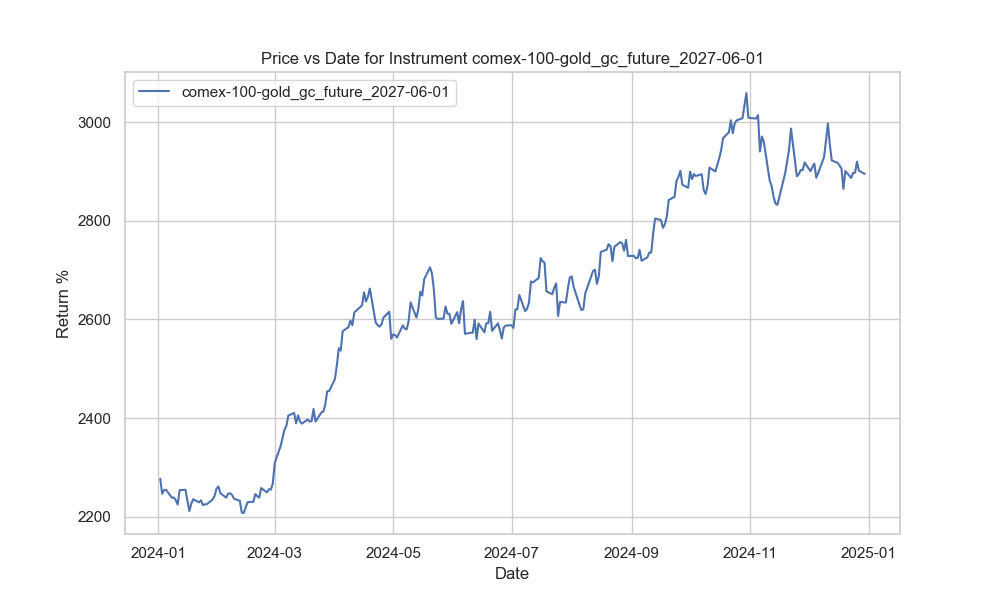 Price vs Date for Instrument comex-100-gold_gc_future_2027-06-01
comex-100-gold_gc_future_2027-06-01
Return %
3000
2800
2600
2400
2200
2024-01 2024-03 2024-05 2024-07 2024-09 2024-11 2025-01
Date